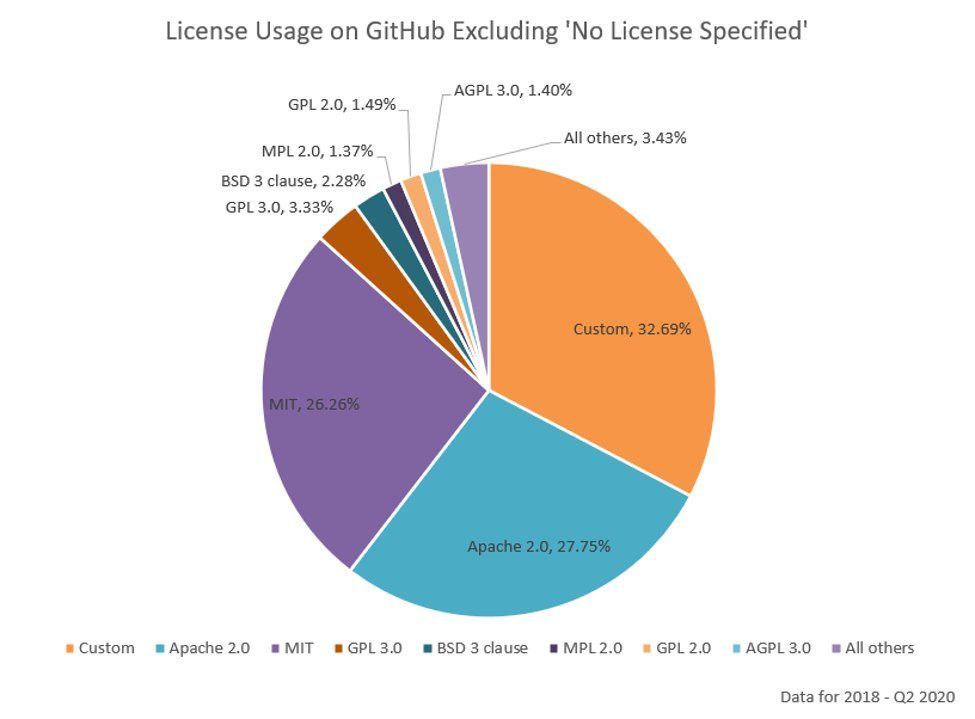 License Usage on GitHub Excluding 'No License Specified'
AGPL 3.0, 1.40%
GPL 2.0, 1.49%
All others, 3.43%
MPL 2.0, 1.37%
BSD 3 clause, 2.28%
GPL 3.0, 3.33%
Custom, 32.69%
MIT, 26.26%
Apache 2.0, 27.75%
Custom Apache 2.0 MIT GPL 3.0 BSD 3 clause MPL 2.0 GPL 2.0 AGPL 3.0 All others
Data for 2018 - Q2 2020